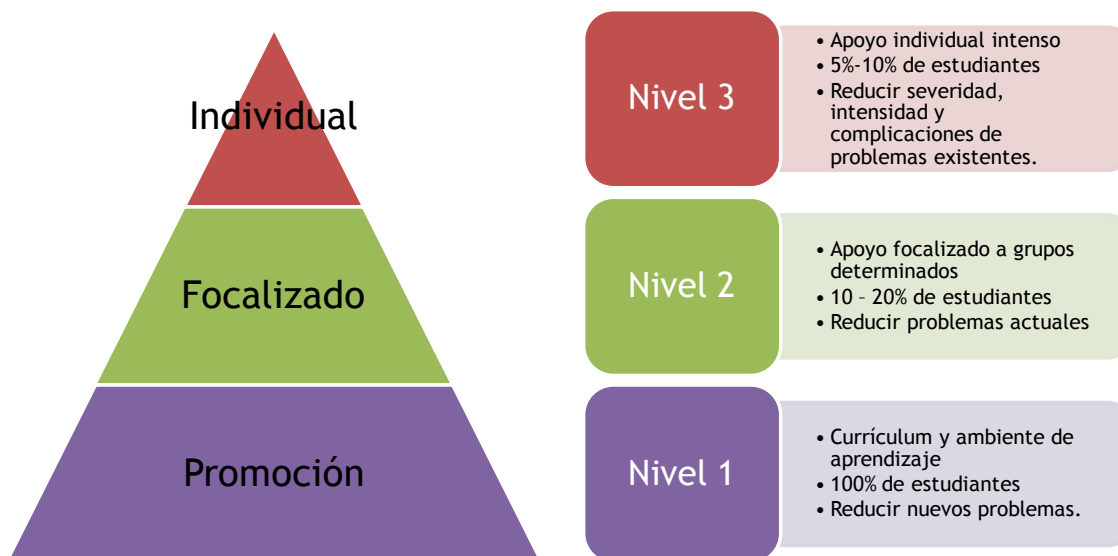 Individual
Focalizado
Promoción
Nivel 3
• Apoyo individual intenso
• 5%-10% de estudiantes
• Reducir severidad,
intensidad y
complicaciones de
problemas existentes.
Nivel 2
• Apoyo focalizado a grupos
determinados
• 10 – 20% de estudiantes
• Reducir problemas actuales
Nivel 1
• Currículum y ambiente de
aprendizaje
• 100% de estudiantes
• Reducir nuevos problemas.